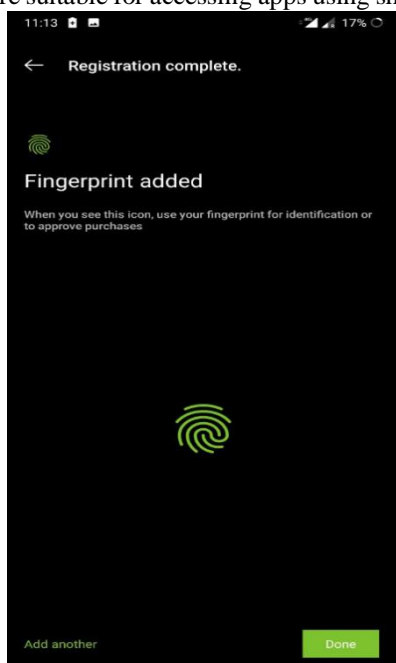 re suitable for accessing apps using
11:13 17%
Registration complete.
Fingerprint added
When you see this icon, use your fingerprint for identification or
to approve purchases
Add another Done